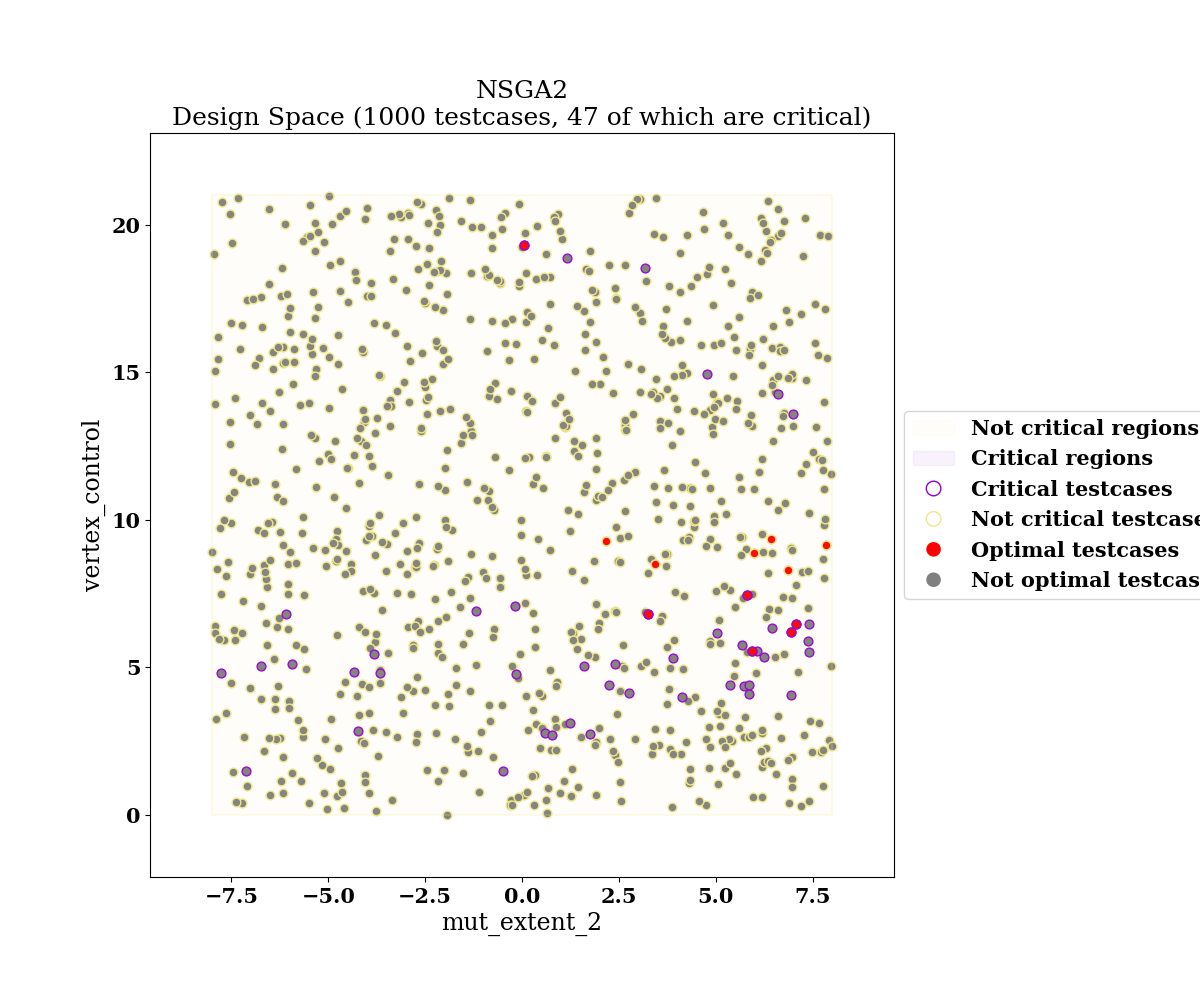 NSGA2
Design Space (1000 testcases, 47 of which are critical)
vertex_control
20
15
10
5
0
−7.5 −5.0 −2.5 0.0 2.5 5.0 7.5
mut_extent_2
Not critical regions
Critical regions
Critical testcases
Not critical testcase
Optimal testcases
Not optimal testcas